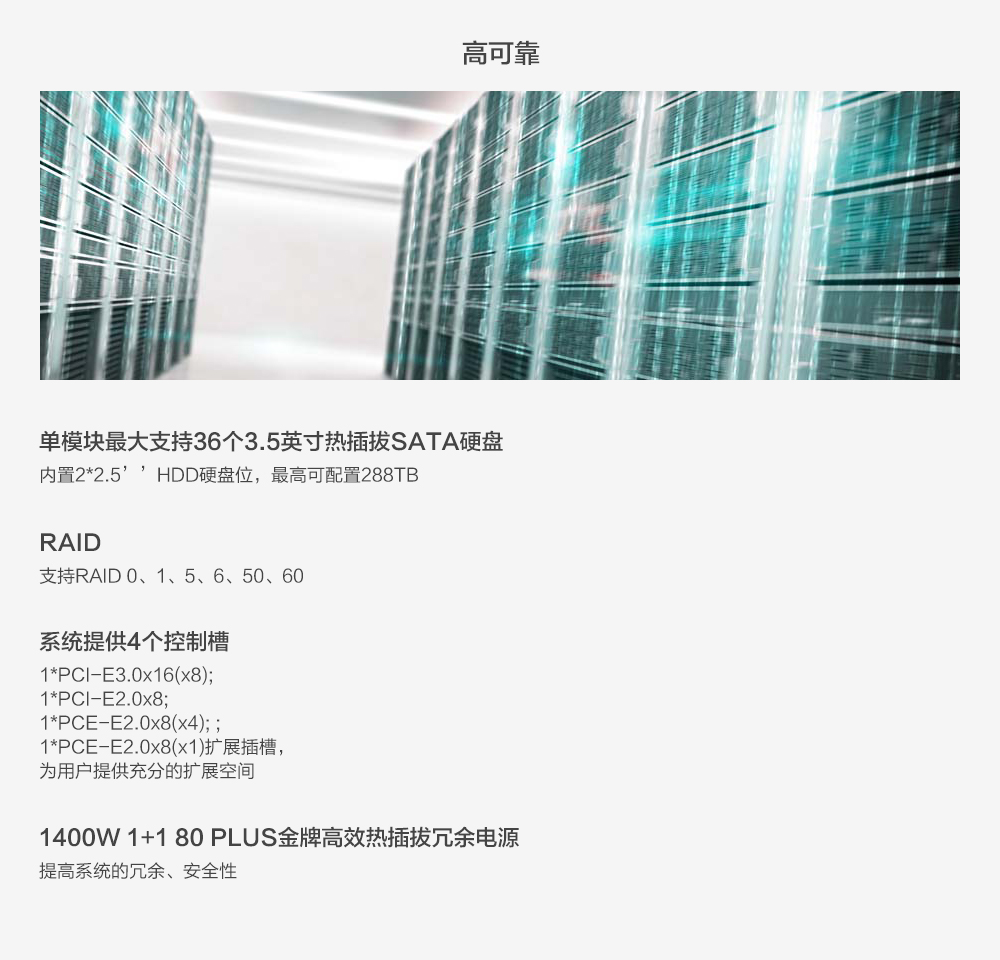 高可靠
单模块最大支持36个3.5英寸热插拔SATA硬盘
内置2*2.5’’HDD硬盘位，最高可配置288TB
RAID
支持RAID 0、1、5、6、50、60
系统提供4个控制槽
1*PCI-E3.0x16(x8);
1*PCI-E2.0x8;
1*PCE-E2.0x8(x4); ;
1*PCE-E2.0x8(x1)扩展插槽，
为用户提供充分的扩展空间
1400W 1+1 80 PLUS金牌高效热插拔冗余电源
提高系统的冗余、安全性